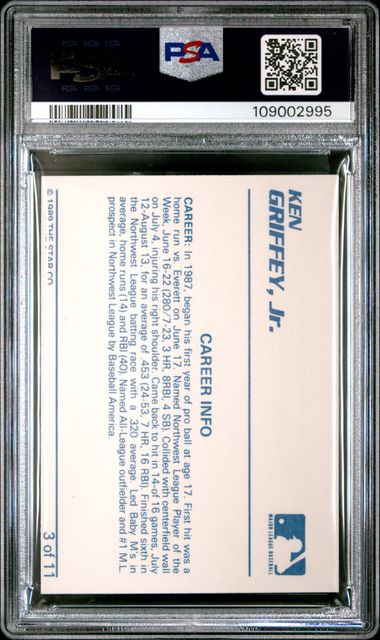 PSA
109002995
KEN
GRIFFEY, Jr.
MAJOR LEAGUE BASEBALL
CAREER INFO
CAREER: In 1987, began his first year of pro ball at age 17. First hit was a
home run vs. Everett on June 17. Named Northwest League Player of the
Week, June 16-22 (280/7-23, 3 HR, 8RBI, 4 SB). Collided with centerfield wall
on July 4, injuring his right shoulder. Came back to hit in 14-of 16 games, July
12-August 13, for an average of .453 (24-53, 7 HR, 16 RBI). Finished sixth in
the Northwest League batting race with a .320 average. Led Baby M's in
average, home runs (14) and RBI (40). Named All-League outfielder and #1 M.L.
prospect in Northwest League by Baseball America.
© 1989 THE STAR CO.
3 of 11